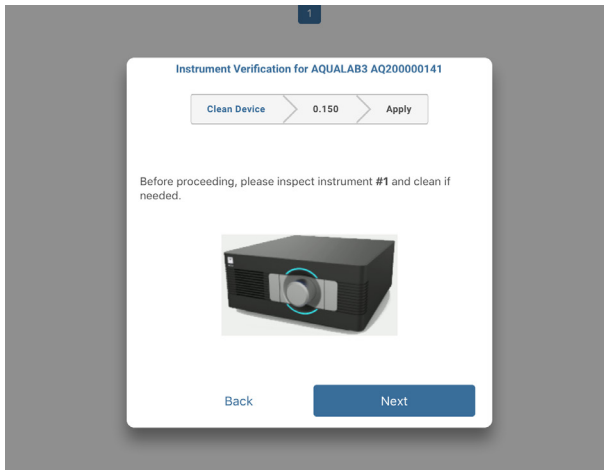 1
Instrument Verification for AQUALAB3 AQ200000141
Clean Device
0.150
Apply
Before proceeding, please inspect instrument #1 and clean if
needed.
Back
Next